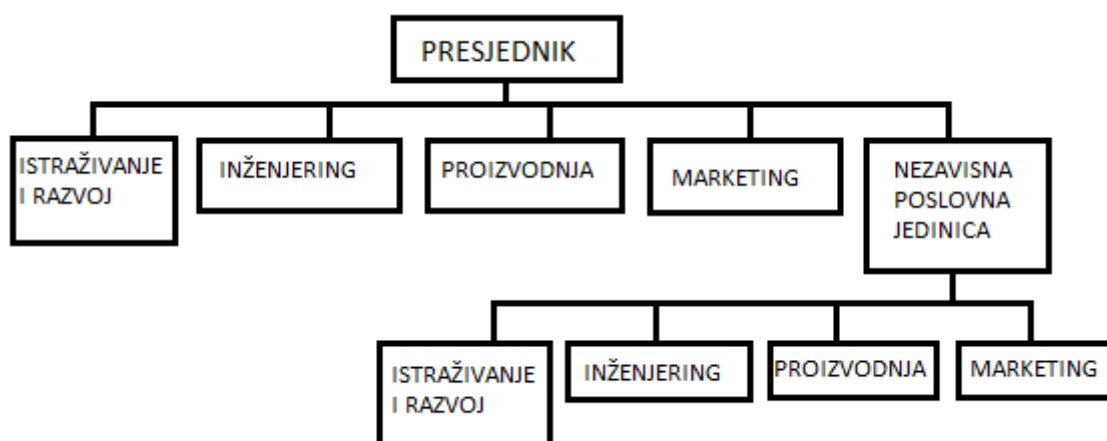 PRESJEDNIK
ISTRAŽIVANJE
I RAZVOJ
INŽENJERING
PROIZVODNJA
MARKETING
NEZAVISNA
POSLOVNA
JEDINICA
ISTRAŽIVANJE
I RAZVOJ
INŽENJERING
PROIZVODNJA
MARKETING